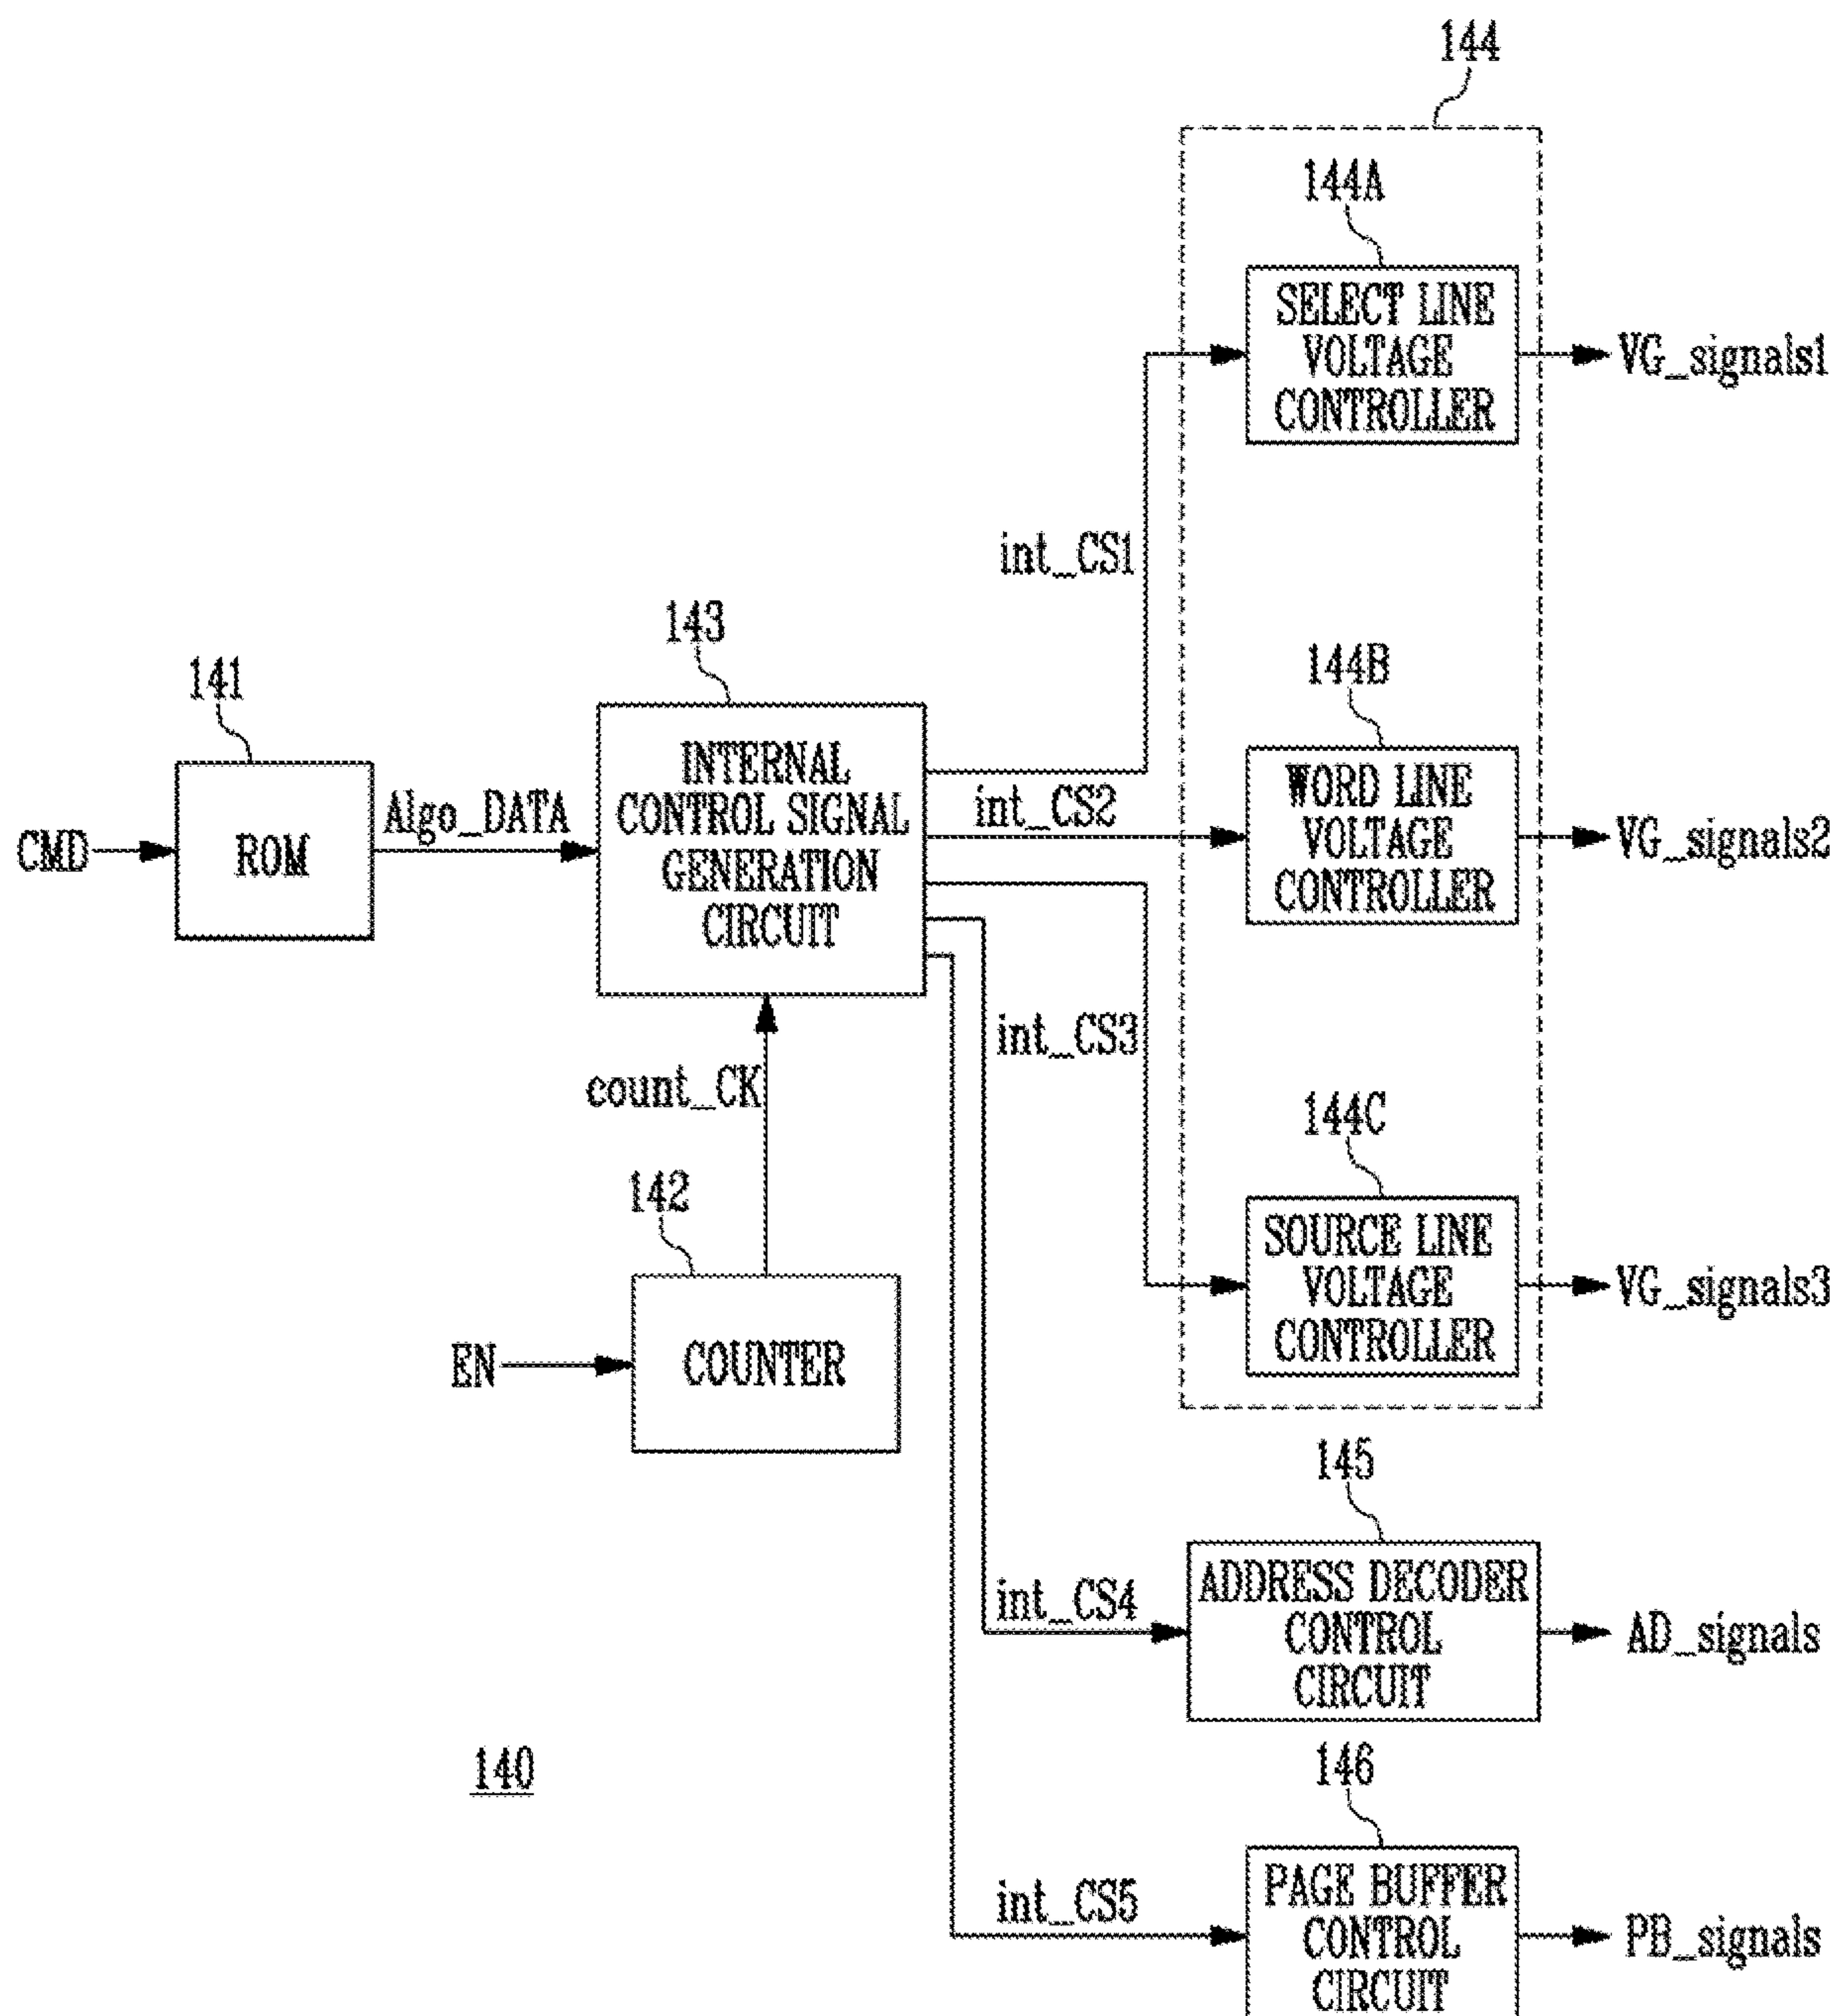 144
144A
SELECT LINE
VOLTAGE
CONTROLLER
VG_signals1
int_CS1
143
144B
141
INTERNAL
CONTROL SIGNAL
GENERATION
CIRCUIT
WORD LINE
VOLTAGE
CONTROLLER
Algo_DATA
int_CS2
CMD
ROM
VG_signals2
int_CS3
count_CK
144C
142
SOURCE LINE
VOLTAGE
CONTROLLER
VG_signals3
EN
COUNTER
145
ADDRESS DECODER
CONTROL
CIRCUIT
int_CS4
AD_signals
140
146
PAGE BUFFER
CONTROL
CIRCUIT
int_CS5
PB_signals